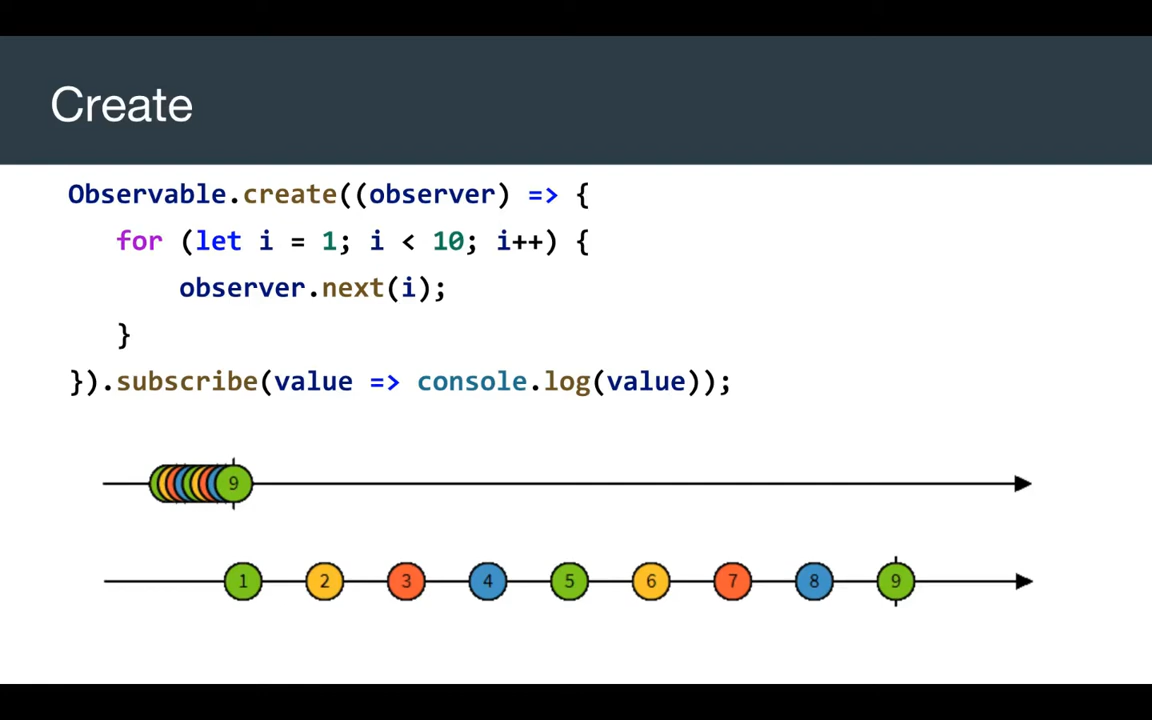 Create
Observable.create((observer) => {
for (let i = 1; i < 10; i++) {
observer.next(i);
}
}).subscribe(value => console.log(value));
9
1 2 3 4 5 6 7 8 9